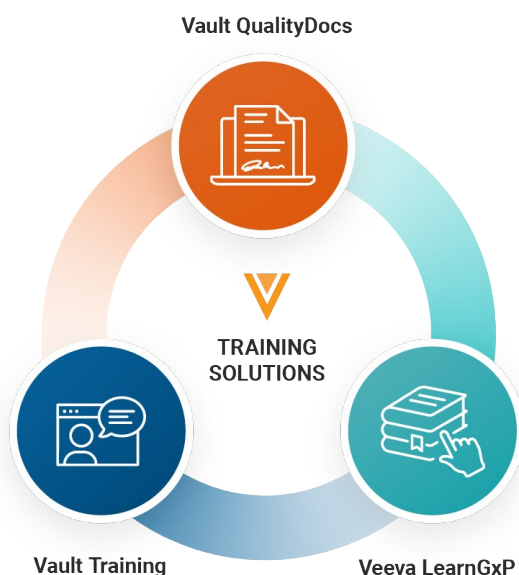 Vault QualityDocs
TRAINING
SOLUTIONS
Vault Training
Veeva LearnGxP